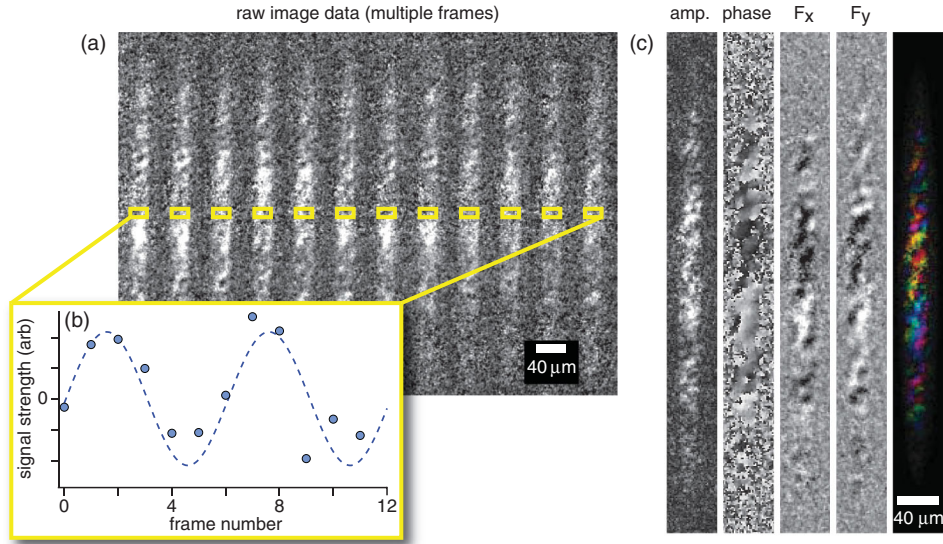 raw image data (multiple frames)
(a)
40 μm
(b)
signal strength (arb)
0
0
4
8
12
frame number
(c)
amp.
phase
Fx
Fy
40 μm